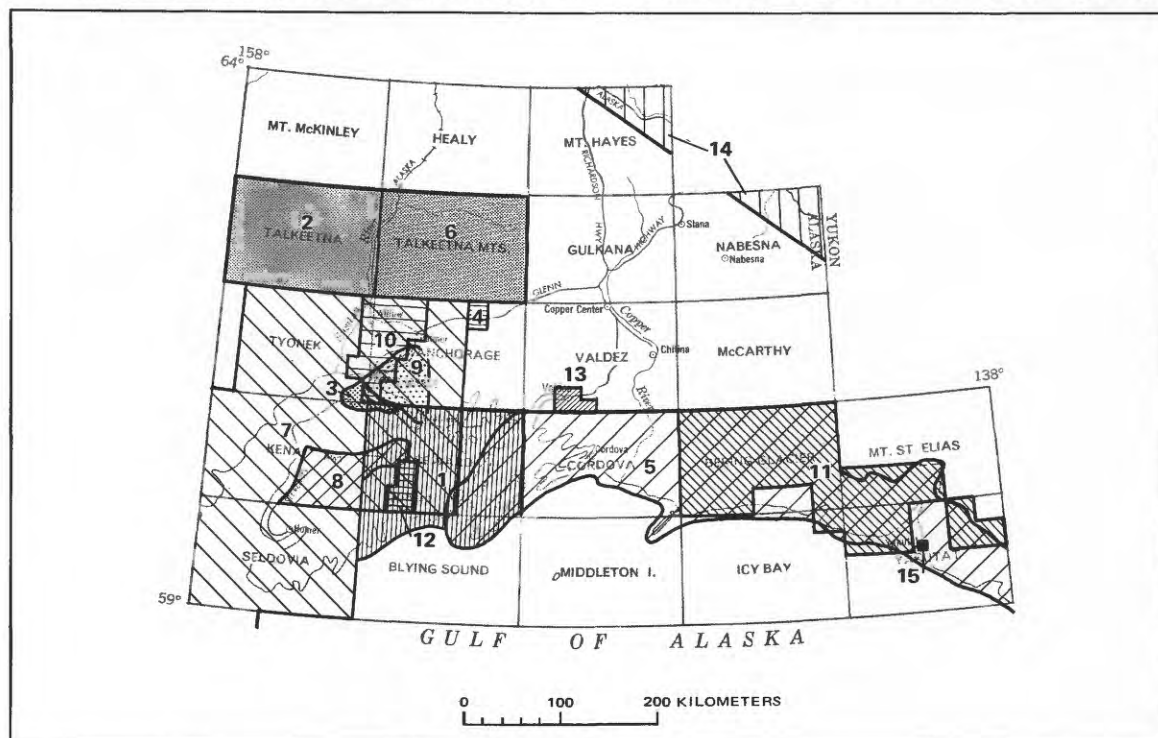 158°
64°
MT. McKINLEY
HEALY
ALASKA
MT. HAYES
RICHARDSON
HWY
ALASKA
14
2
TALKEETNA
6
TALKEETNA MTS.
GULKANA
HIGHWAY
Slana
NABESNA
Nabesna
ALASKA
YUKON
GLENN
4
Copper Center
Copper
River
Chitina
TYONEK
10
NCHORAGE
9
3
VALDEZ
13
McCARTHY
138°
7
KENA
8
1
Cordova
CORDOVA
5
BERING GLACIER
11
MT. ST. ELIAS
12
SELDOVIA
BLYING SOUND
MIDDLETON I.
ICY BAY
15
59°
GULF OF ALASKA
0 100 200 KILOMETERS